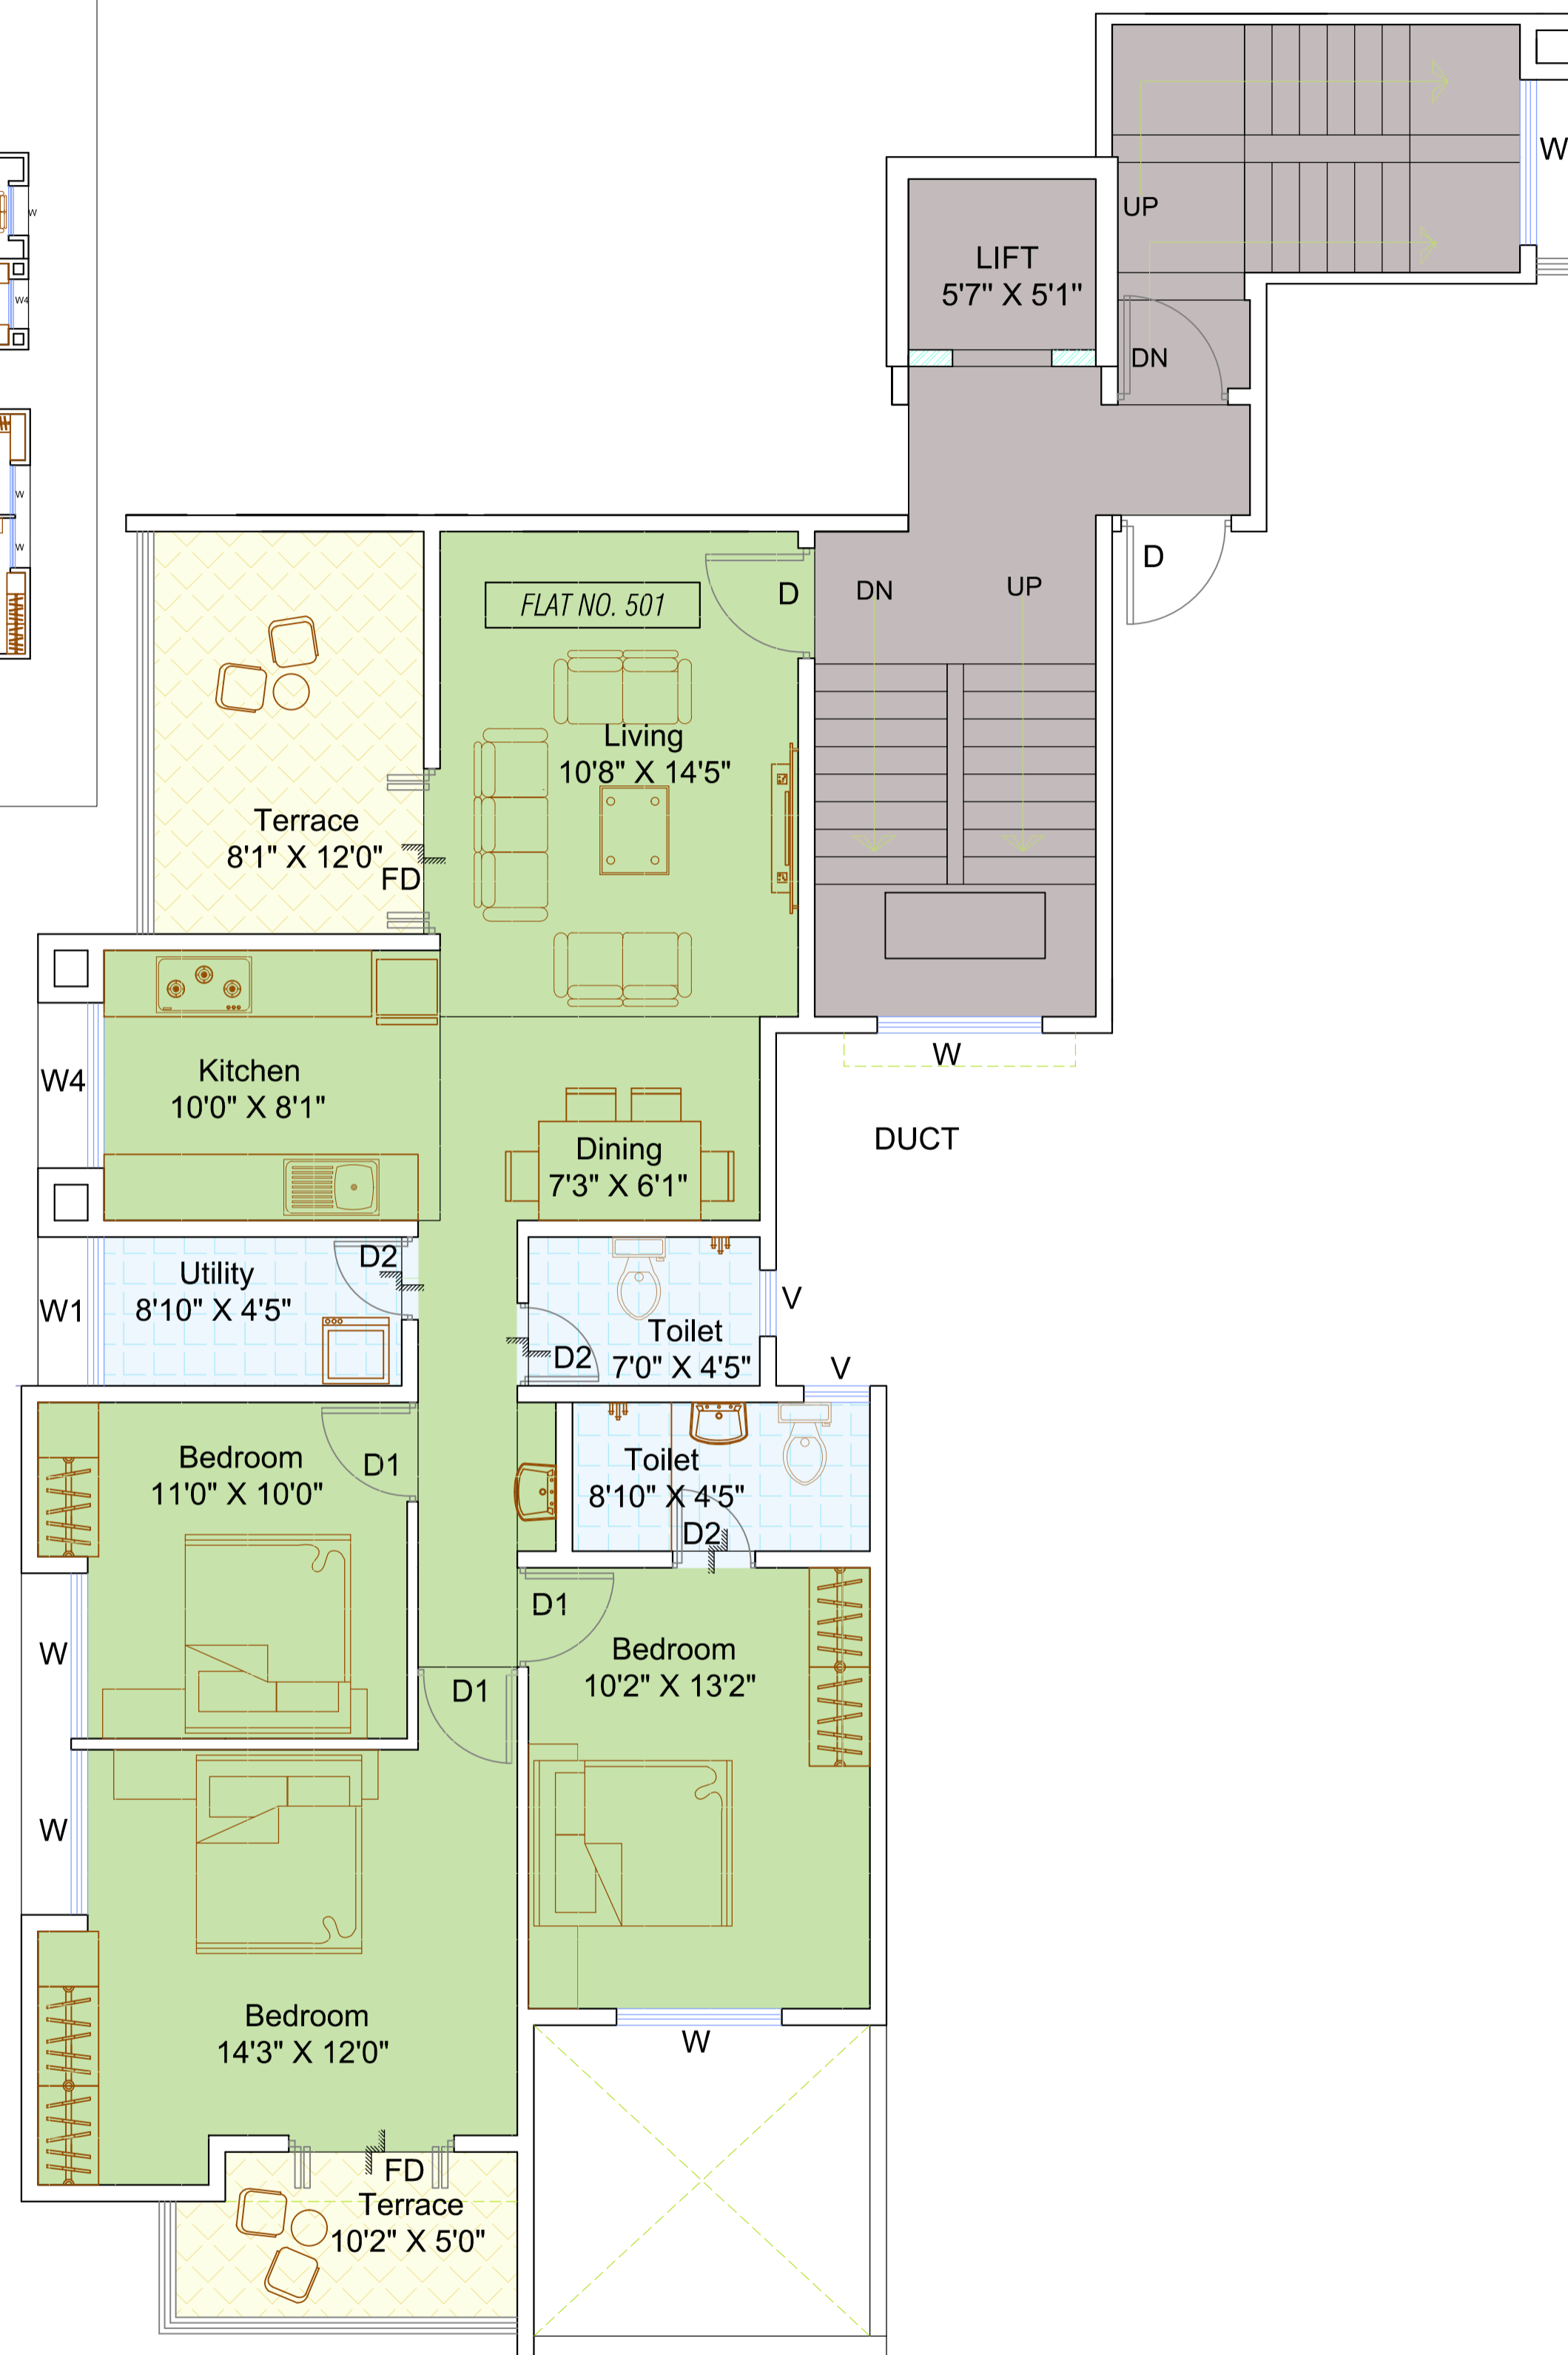 W
UP
LIFT
5'7" X 5'1"
W
W4
DN
W
W
D
D
DN
UP
FLAT NO. 501
Living
10'8" X 14'5"
Terrace
8'1" X 12'0"
FD
W
Kitchen
10'0" X 8'1"
W4
DUCT
Dining
7'3" X 6'1"
D2
Utility
8'10" X 4'5"
W1
V
Toilet
7'0" X 4'5"
D2
V
Bedroom
11'0" X 10'0"
D1
Toilet
8'10" X 4'5"
D2
D1
W
Bedroom
10'2" X 13'2"
D1
W
Bedroom
14'3" X 12'0"
W
FD
Terrace
10'2" X 5'0"